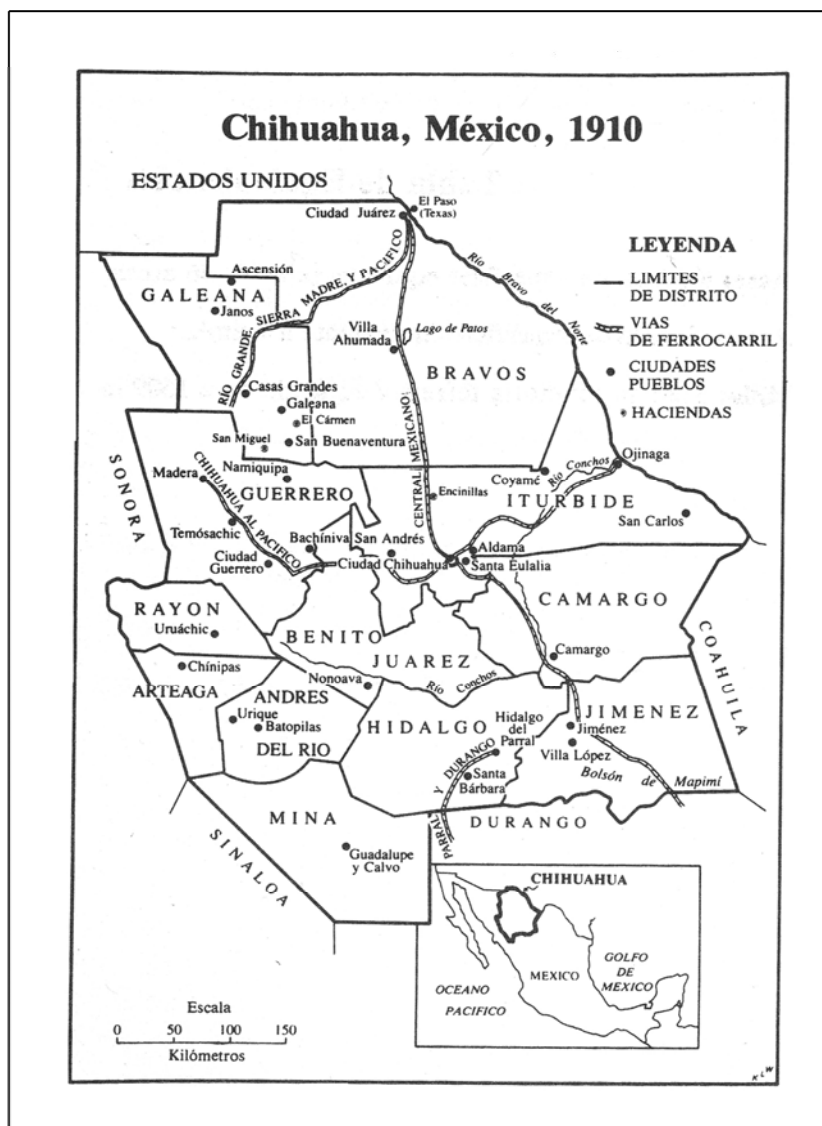 Chihuahua, México, 1910
ESTADOS UNIDOS
El Paso
(Texas)
Ciudad Juárez
Río Bravo del Norte
LEYENDA
LIMITES
DE DISTRITO
VIAS
DE FERROCARRIL
CIUDADES
PUEBLOS
HACIENDAS
RÍO GRANDE, SIERRA MADRE, Y PACIFICO
Ascensión
GALEANA
Janos
Villa
Ahumada
Lago de Patos
BRAVOS
Casas Grandes
Galeana
El Cármen
San Miguel
San Buenaventura
CENTRAL MEXICANO
SONORA
Madera
Namiquipa
GUERRERO
CHIHUAHUA AL PACIFICO
Temósachic
Ciudad
Guerrero
Bachíniva
San Andrés
Encinillas
Coyamé
Río Conchos
Ojinaga
ITURBIDE
San Carlos
Aldama
Ciudad Chihuahua
Santa Eulalia
RAYON
Uruáchic
BENITO
JUAREZ
CAMARGO
Camargo
COAHUILA
Chínipas
ARTEAGA
ANDRES
DEL RIO
Urique
Batopilas
Nonoava
Río Conchos
HIDALGO
Hidalgo
del
Parral
JIMENEZ
Jiménez
Villa López
Bolsón de Mapimí
Santa
Bárbara
PARRAL Y DURANGO
DURANGO
MINA
SINALOA
Guadalupe
y Calvo
CHIHUAHUA
MEXICO
GOLFO
DE
MEXICO
OCEANO
PACIFICO
Escala
0 50 100 150
Kilómetros
KLW